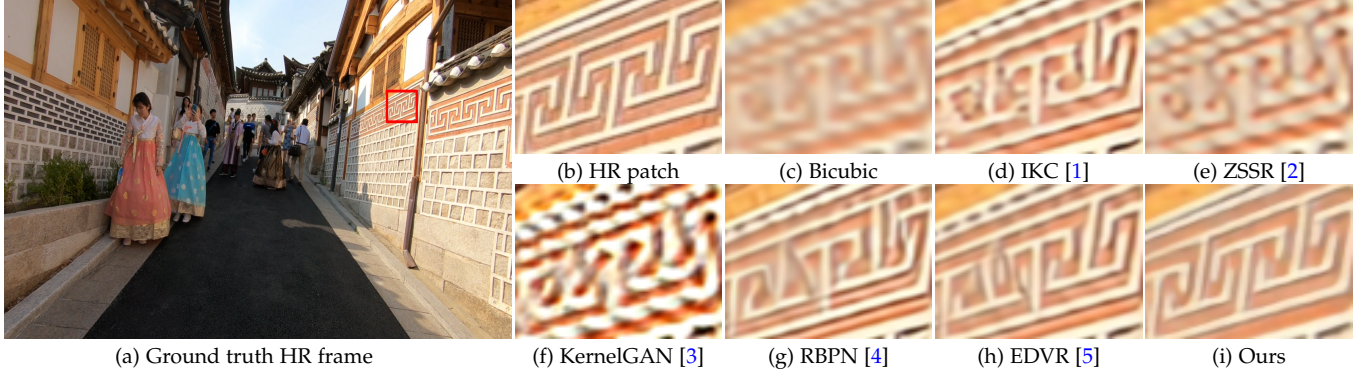 (b) HR patch
(c) Bicubic
(d) IKC [1]
(e) ZSSR [2]
(a) Ground truth HR frame
(f) KernelGAN [3]
(g) RBPN [4]
(h) EDVR [5]
(i) Ours